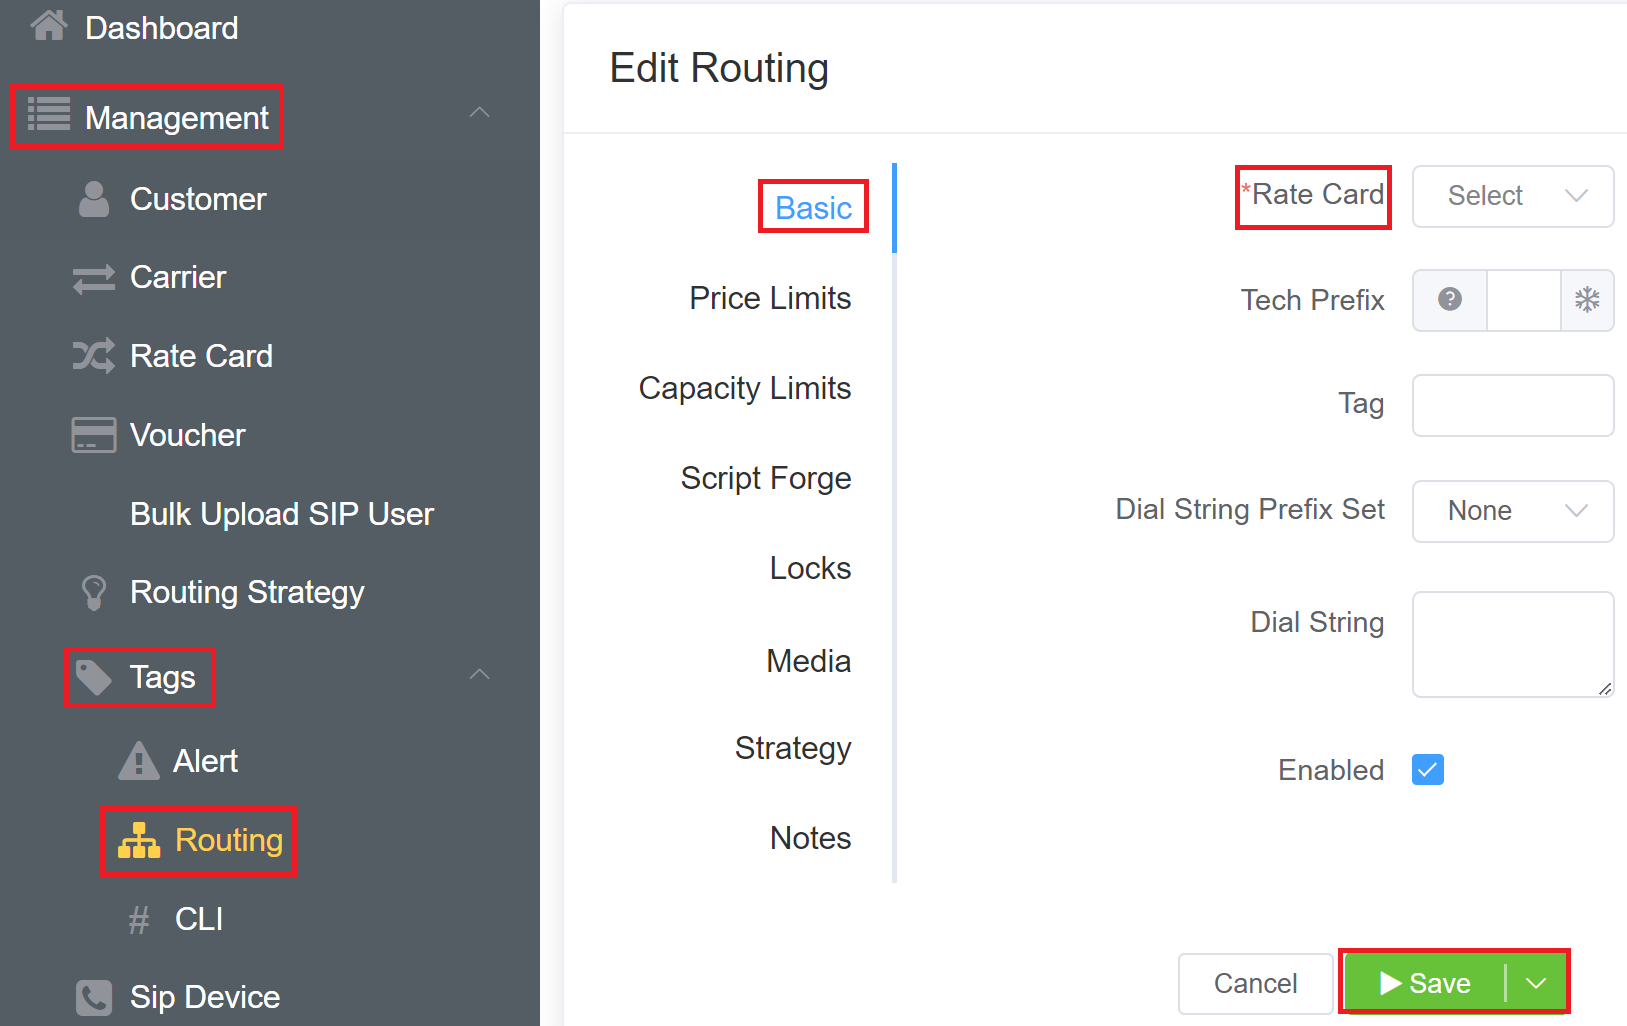 Dashboard
Management
Customer
Carrier
Rate Card
Voucher
Bulk Upload SIP User
Routing Strategy
Tags
Alert
Routing
# CLI
Sip Device
Edit Routing
Basic
Price Limits
Capacity Limits
Script Forge
Locks
Media
Strategy
Notes
*Rate Card Select
Tech Prefix
Tag
Dial String Prefix Set None
Dial String
Enabled
Cancel Save